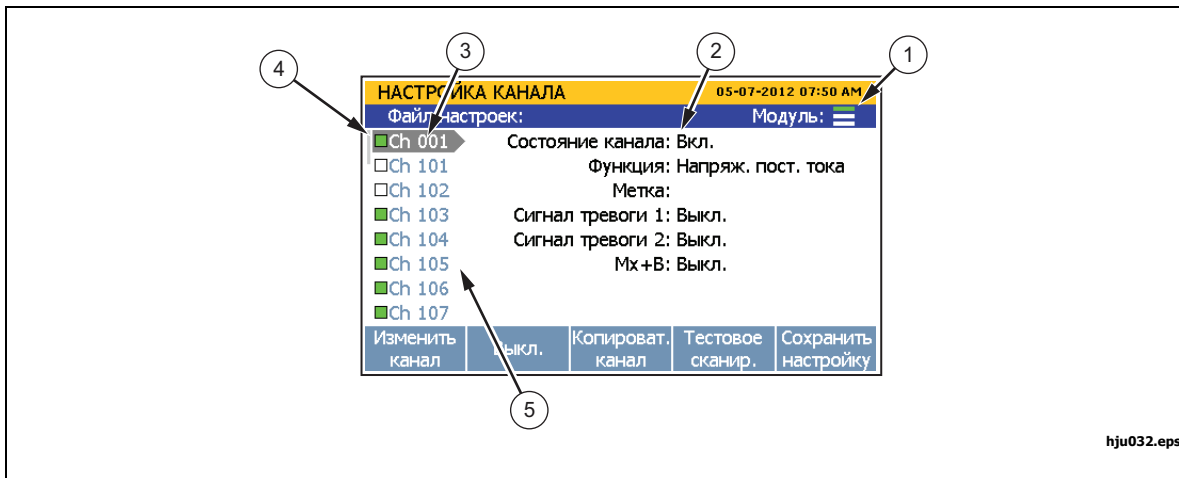 4
3
2
1
НАСТРОЙКА КАНАЛА 05-07-2012 07:50 AM
Файл настроек: Модуль:
Ch 001 Состояние канала: Вкл.
Ch 101 Функция: Напряж. пост. тока
Ch 102 Метка:
Ch 103 Сигнал тревоги 1: Выкл.
Ch 104 Сигнал тревоги 2: Выкл.
Ch 105 Mx+B: Выкл.
Ch 106
Ch 107
Изменить канал
Выкл.
Копироват. канал
Тестовое сканир.
Сохранить настройку
5
hju032.eps